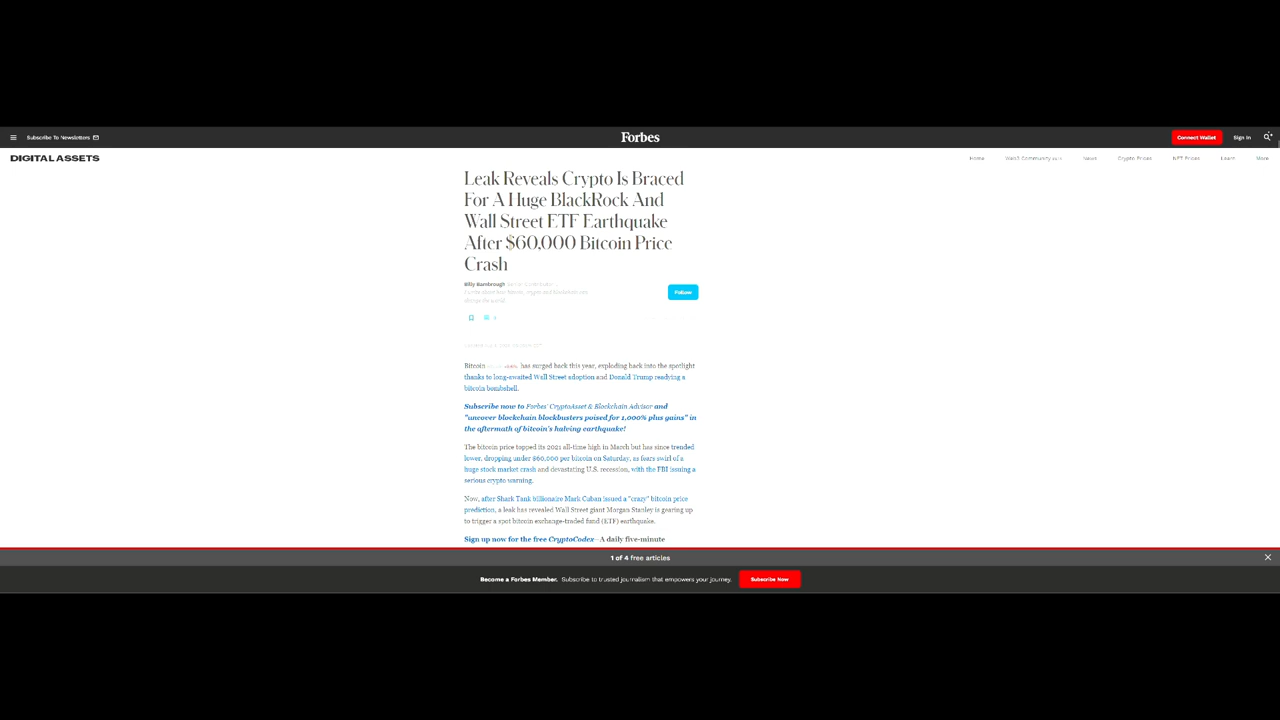 Subscribe To Newsletters
Forbes
Connect Wallet
Sign In
DIGITAL ASSETS
Home
Web3 Community
News
Crypto Prices
NFT Prices
Learn
More
Leak Reveals Crypto Is Braced
For A Huge BlackRock And
Wall Street ETF Earthquake
After $60,000 Bitcoin Price
Crash
Billy Bambrough
Follow
Bitcoin has surged back this year, exploding back into the spotlight
thanks to long-awaited Wall Street adoption and Donald Trump readying a
bitcoin bombshell.
Subscribe now to Forbes' CryptoAsset & Blockchain Advisor and
"uncover blockchain blockbusters poised for 1,000% plus gains" in
the aftermath of bitcoin's halving earthquake!
The bitcoin price topped its 2021 all-time high in March but has since trended
lower, dropping under $60,000 per bitcoin on Saturday, as fears swirl of a
huge stock market crash and devastating U.S. recession, with the FBI issuing a
serious crypto warning.
Now, after Shark Tank billionaire Mark Cuban issued a "crazy" bitcoin price
prediction, a leak has revealed Wall Street giant Morgan Stanley is gearing up
to trigger a spot bitcoin exchange-traded fund (ETF) earthquake.
Sign up now for the free CryptoCodex—A daily five-minute
1 of 4 free articles
Become a Forbes Member. Subscribe to trusted journalism that empowers your journey.
Subscribe Now